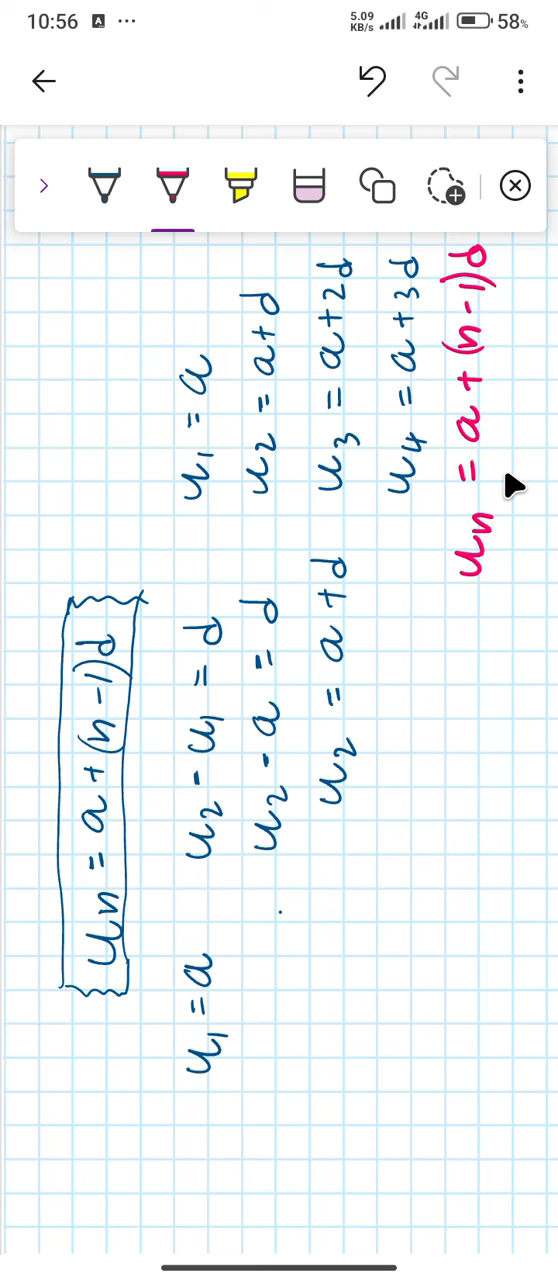 10:56 A ... 5.09 KB/s 4G 58%
Un = a+(n-1)d
u₁ = a u₂ - u₁ = d u₁ = a
u₂ - a = d u₂ = a+d
u₂ = a+d u₃ = a+2d
u₄ = a+3d
un = a+(n-1)d